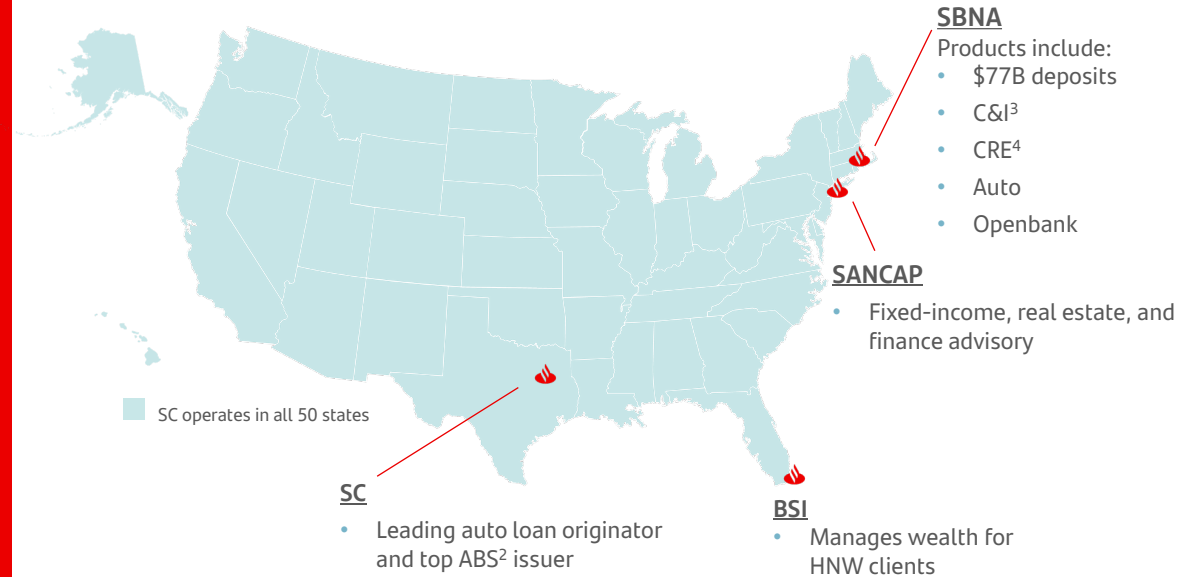 SBNA
Products include:
• $77B deposits
• C&I³
• CRE⁴
• Auto
• Openbank
SANCAP
• Fixed-income, real estate, and
finance advisory
SC operates in all 50 states
SC
• Leading auto loan originator
and top ABS² issuer
BSI
• Manages wealth for
HNW clients